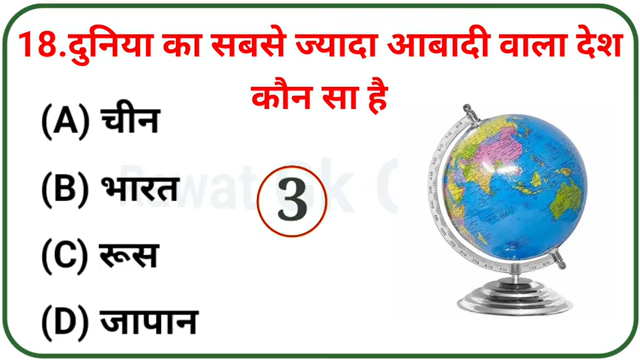 18.दुनिया का सबसे ज्यादा आबादी वाला देश
कौन सा है
(A) चीन
(B) भारत
(C) रूस
(D) जापान
3